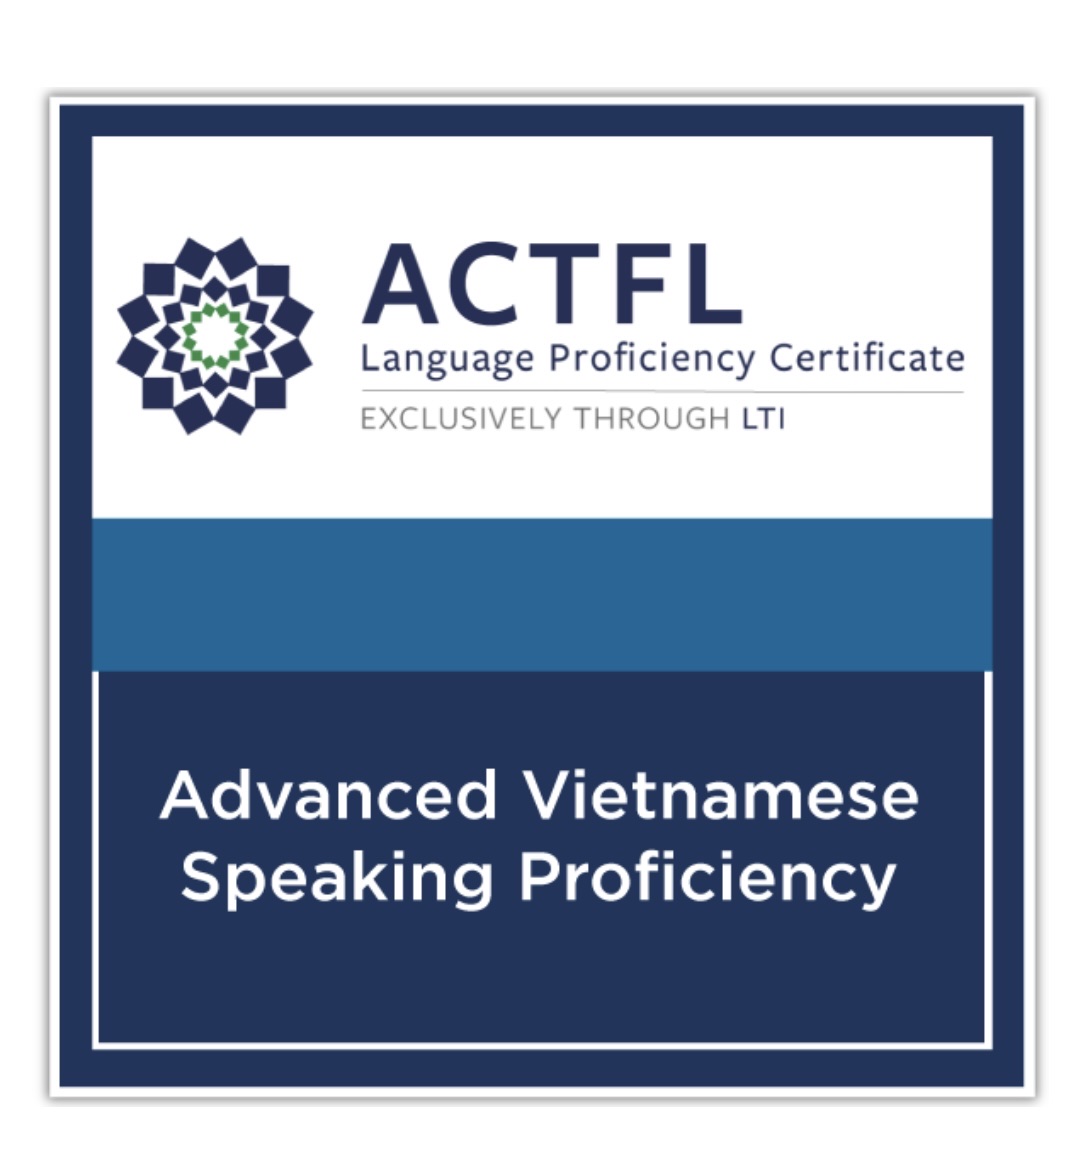 ACTFL
Language Proficiency Certificate
EXCLUSIVELY THROUGH LTI
Advanced Vietnamese
Speaking Proficiency